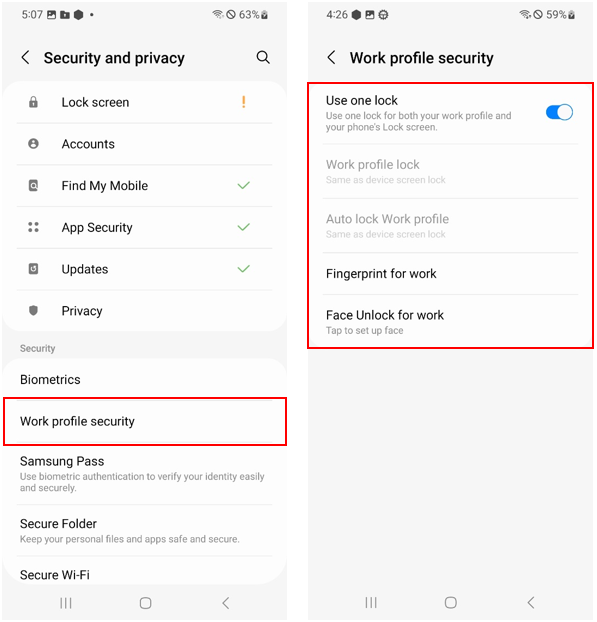 5:07
63%
Security and privacy
Lock screen
Accounts
Find My Mobile
App Security
Updates
Privacy
Security
Biometrics
Work profile security
Samsung Pass
Use biometric authentication to verify your identity easily
and securely.
Secure Folder
Keep your personal files and apps safe and secure.
Secure Wi-Fi
4:26
59%
Work profile security
Use one lock
Use one lock for both your work profile and
your phone's Lock screen.
Work profile lock
Same as device screen lock
Auto lock Work profile
Same as device screen lock
Fingerprint for work
Face Unlock for work
Tap to set up face